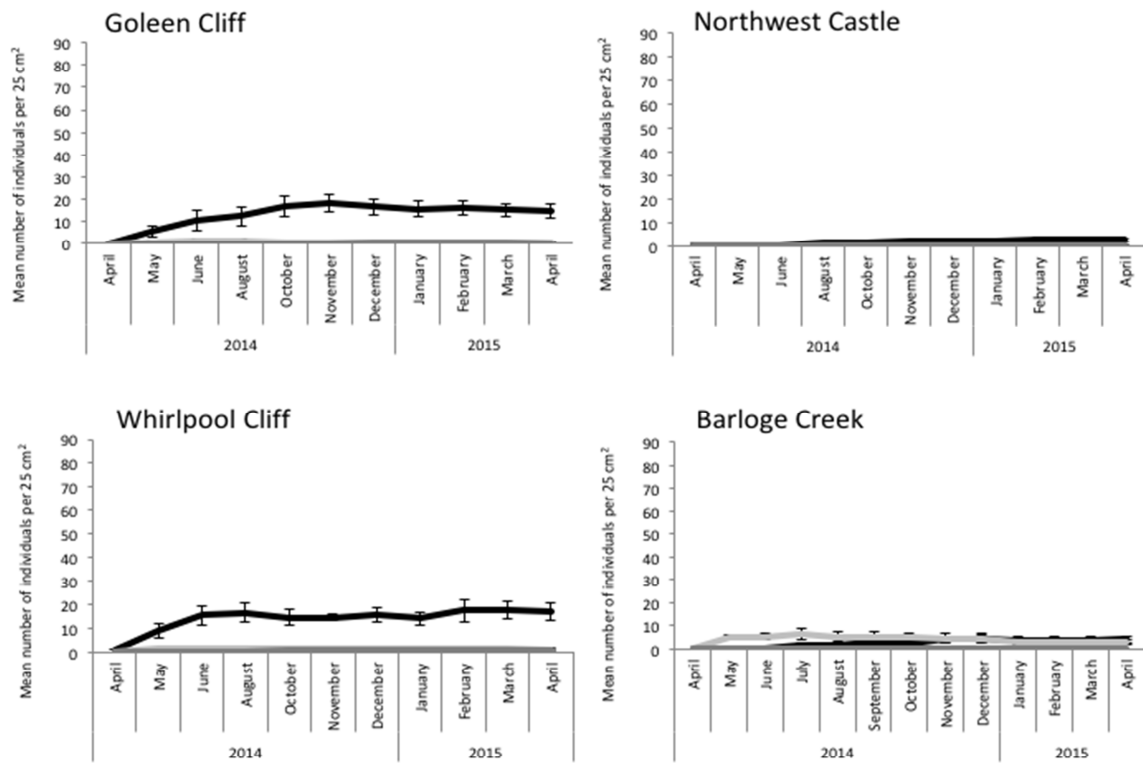 Goleen Cliff
Mean number of individuals per 25 cm²
90
80
70
60
50
40
30
20
10
0
April
May
June
August
October
November
December
January
February
March
April
2014
2015
Northwest Castle
Mean number of individuals per 25 cm²
90
80
70
60
50
40
30
20
10
0
April
May
June
August
October
November
December
January
February
March
April
2014
2015
Whirlpool Cliff
Mean number of individuals per 25 cm²
90
80
70
60
50
40
30
20
10
0
April
May
June
August
October
November
December
January
February
March
April
2014
2015
Barloge Creek
Mean number of individuals per 25 cm²
90
80
70
60
50
40
30
20
10
0
April
May
June
July
August
September
October
November
December
January
February
March
April
2014
2015